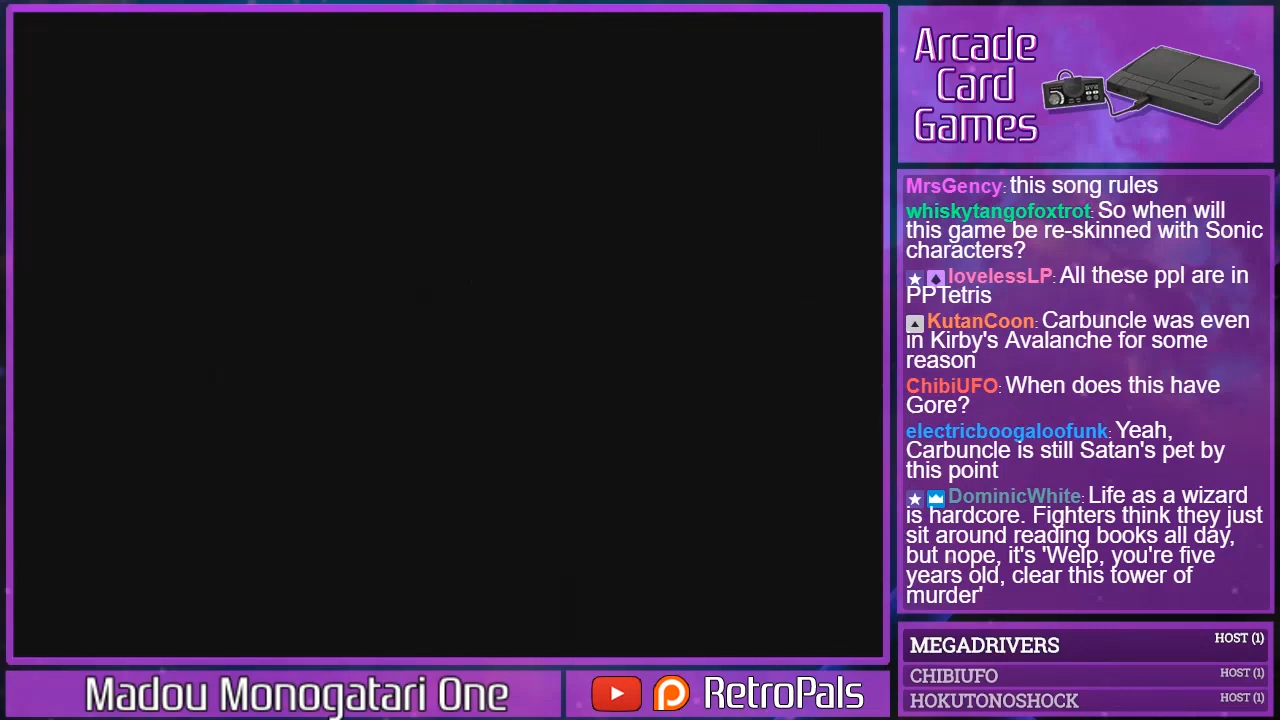 Arcade
Card
Games
MrsGency: this song rules
whiskytangofoxtrot: So when will
this game be re-skinned with Sonic
characters?
lovelessLP: All these ppl are in
PPTetris
KutanCoon: Carbuncle was even
in Kirby's Avalanche for some
reason
ChibiUFO: When does this have
Gore?
electricboogaloofunk: Yeah,
Carbuncle is still Satan's pet by
this point
DominicWhite: Life as a wizard
is hardcore. Fighters think they just
sit around reading books all day,
but nope, it's 'Welp, you're five
years old, clear this tower of
murder'
MEGADRIVERS HOST (1)
CHIBIUFO HOST (1)
HOKUTONOSHOCK HOST (1)
Madou Monogatari One
RetroPals